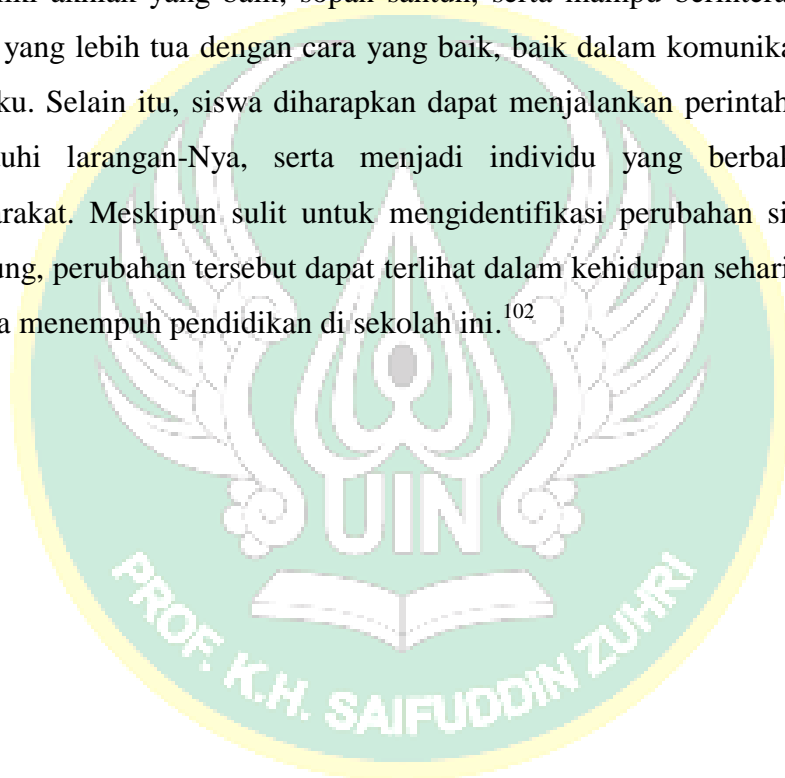 akhlak yang baik, sopan santun, serta mampu
yang lebih tua dengan cara yang baik, baik dalam komunika
ku. Selain itu, siswa diharapkan dapat menjalankan perintah
uhi larangan-Nya, serta menjadi individu yang berbak
arakat. Meskipun sulit untuk mengidentifikasi perubahan si
ung, perubahan tersebut dapat terlihat dalam kehidupan sehari
a menempuh pendidikan di sekolah ini.102
UIN
PROF. K.H. SAIFUDDIN ZUHRI